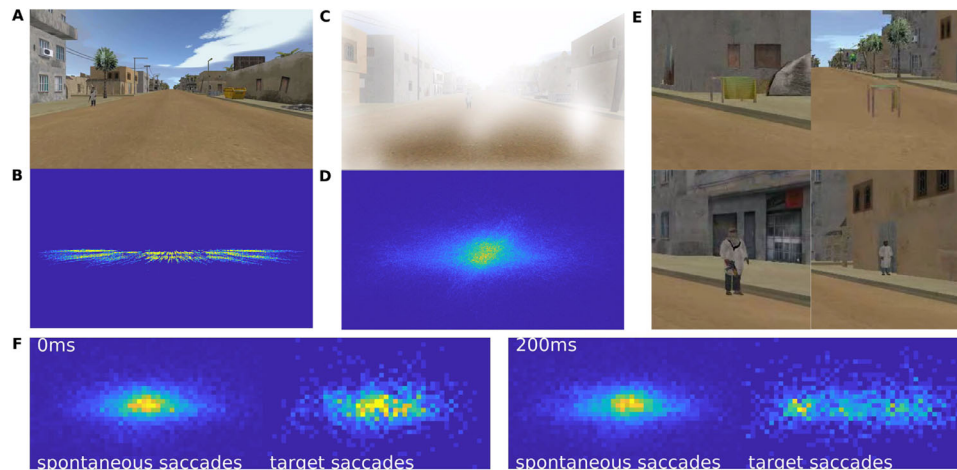 A
C
E
B
D
F
0ms
200ms
spontaneous saccades
target saccades
spontaneous saccades
target saccades